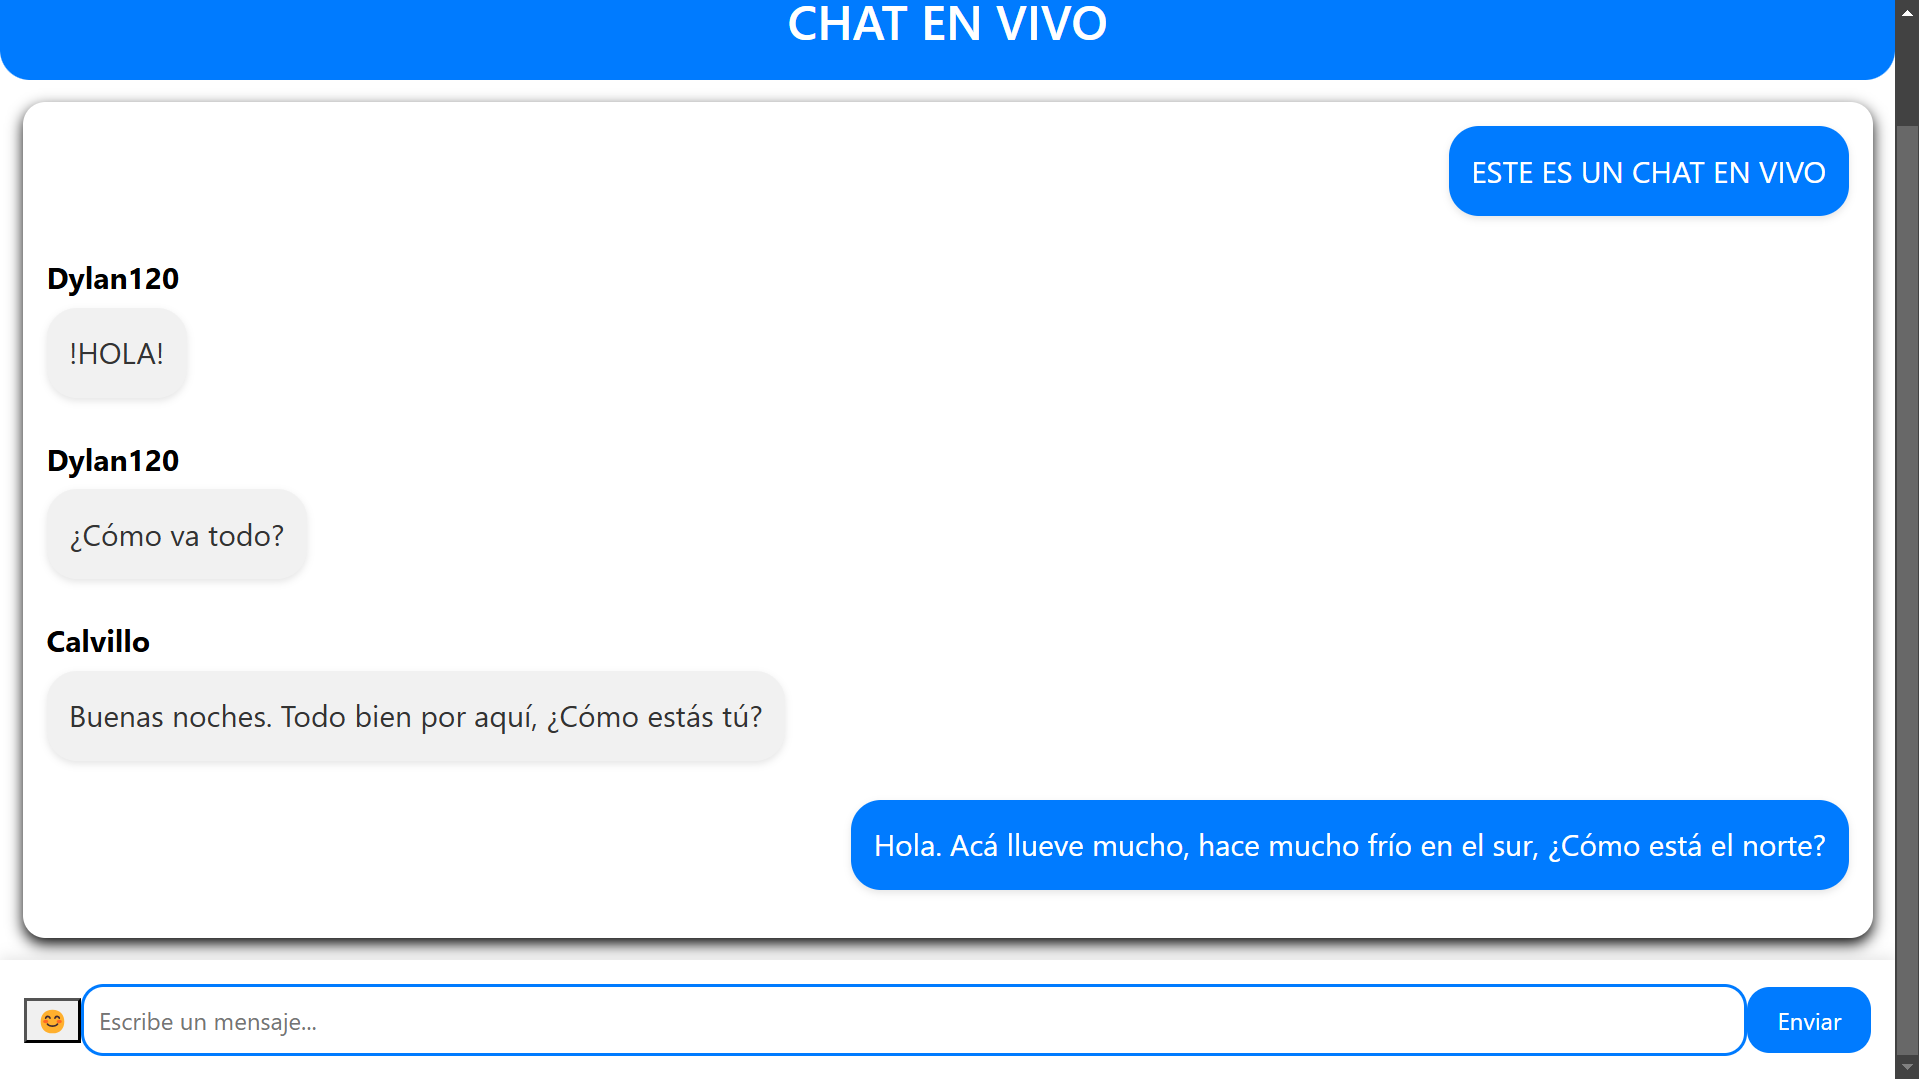 CHAT EN VIVO
ESTE ES UN CHAT EN VIVO
Dylan120
!HOLA!
Dylan120
¿Cómo va todo?
Calvillo
Buenas noches. Todo bien por aquí, ¿Cómo estás tú?
Hola. Acá llueve mucho, hace mucho frío en el sur, ¿Cómo está el norte?
Escribe un mensaje...
Enviar